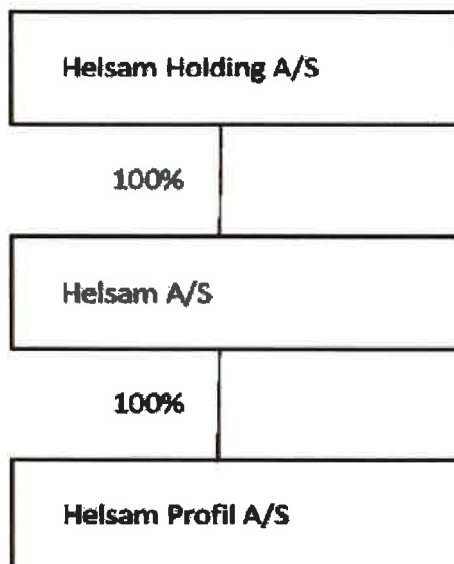 Helsam Holding A/S
100%
Helsam A/S
100%
Helsam Profil A/S